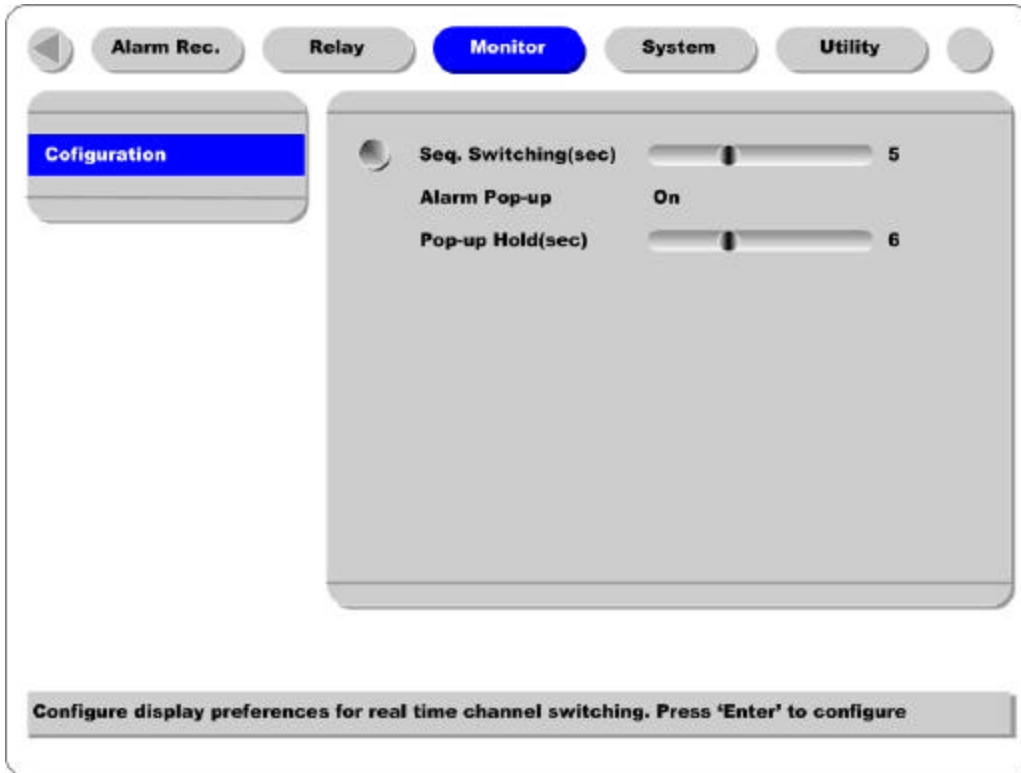 Alarm Rec. Relay Monitor System Utility
Cofiguration
Seq. Switching(sec) 5
Alarm Pop-up On
Pop-up Hold(sec) 6
Configure display preferences for real time channel switching. Press ‘Enter’ to configure